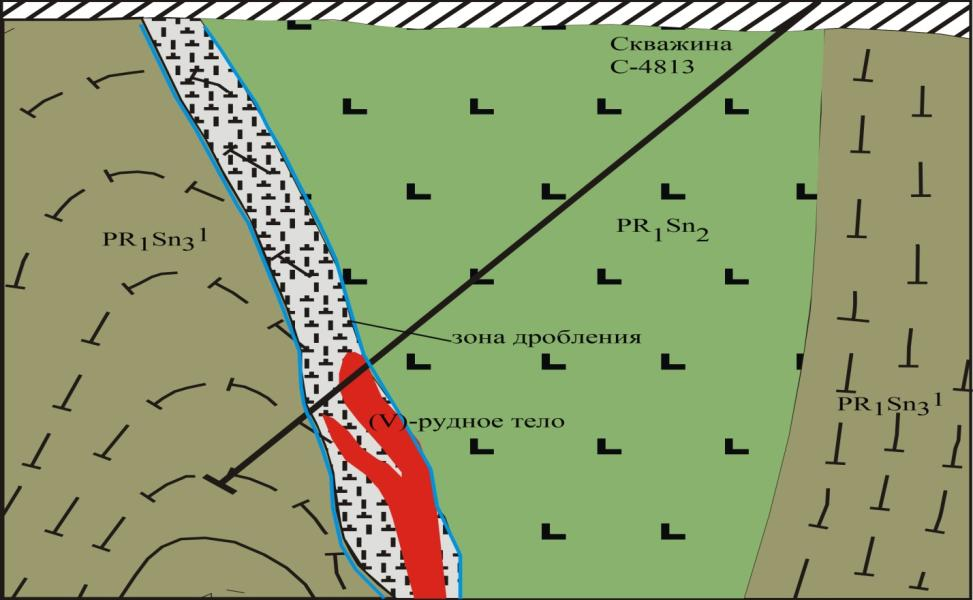 Скважина
С-4813
PR₁Sn₂
PR₁Sn₃¹
зона дробления
PR₁Sn₃¹
(V)-рудное тело